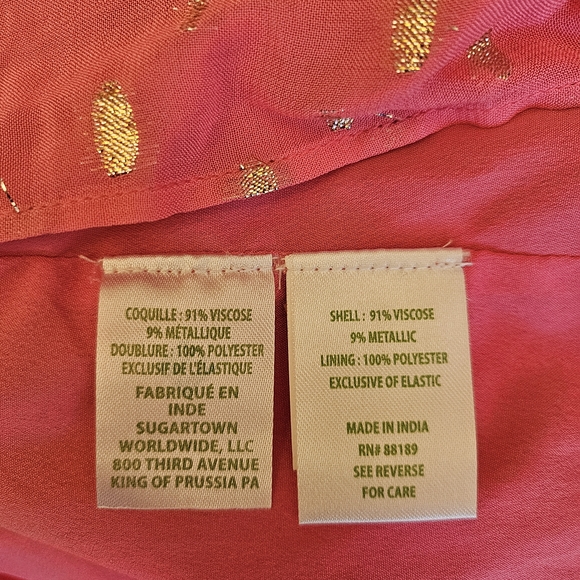 COQUILLE : 91% VISCOSE
9% MÉTALLIQUE
DOUBLURE : 100% POLYESTER
EXCLUSIF DE L'ÉLASTIQUE
FABRIQUÉ EN
INDE
SUGARTOWN
WORLDWIDE, LLC
800 THIRD AVENUE
KING OF PRUSSIA PA
SHELL : 91% VISCOSE
9% METALLIC
LINING : 100% POLYESTER
EXCLUSIVE OF ELASTIC
MADE IN INDIA
RN# 88189
SEE REVERSE
FOR CARE